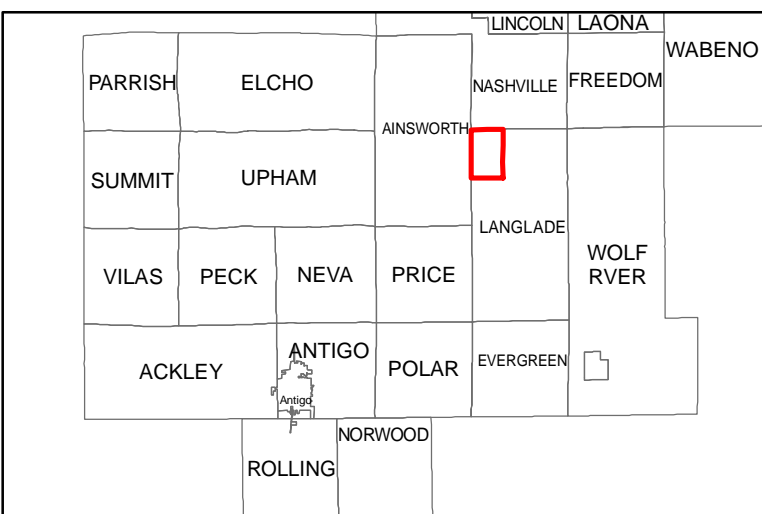 LINCOLN LAONA
WABENO
PARRISH ELCHO NASHVILLE FREEDOM
AINSWORTH
SUMMIT UPHAM
LANGLADE
WOLF
RVER
VILAS PECK NEVA PRICE
ANTIGO
ACKLEY POLAR EVERGREEN
Antigo
NORWOOD
ROLLING